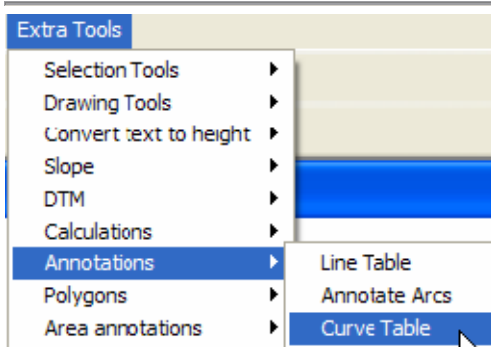 Extra Tools
Selection Tools
Drawing Tools
Convert text to height
Slope
DTM
Calculations
Annotations
Line Table
Polygons
Annotate Arcs
Area annotations
Curve Table